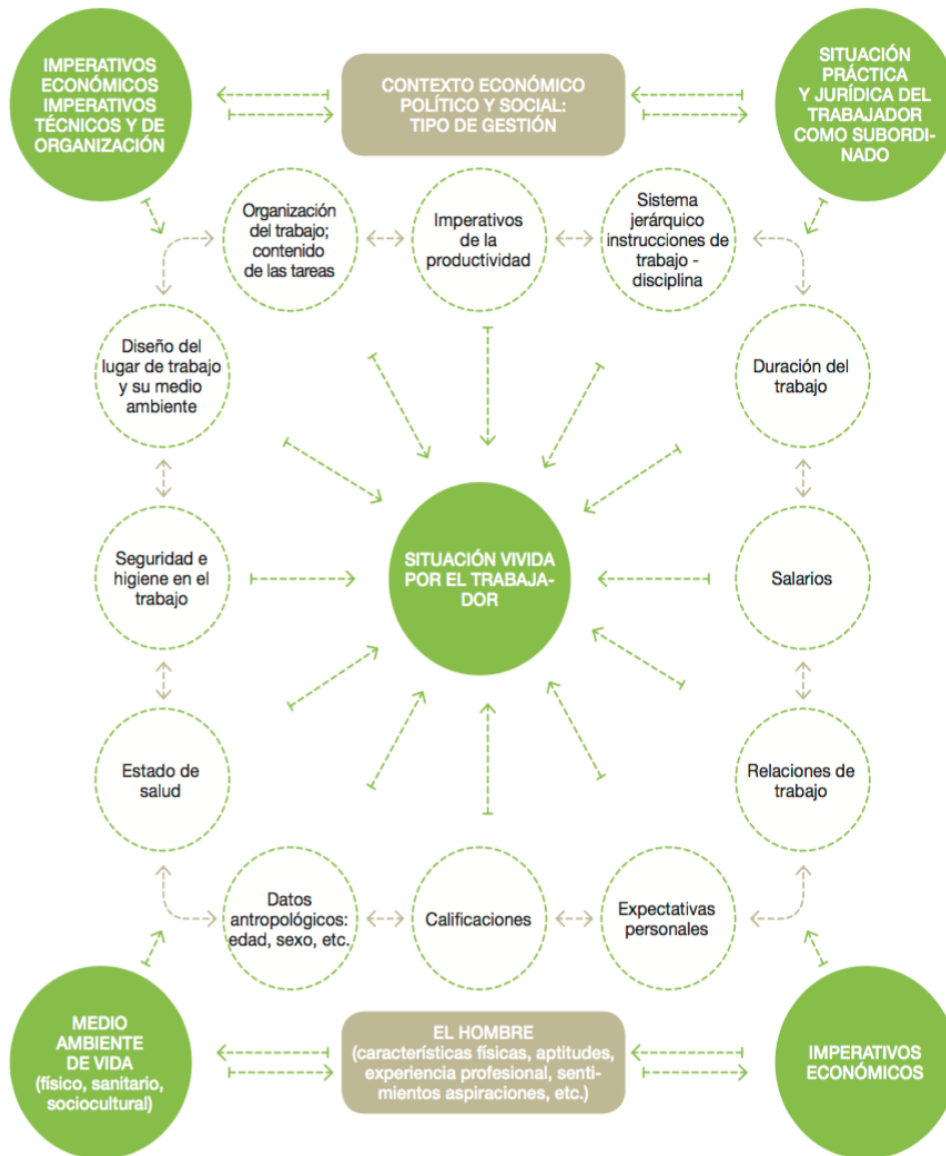 IMPERATIVOS
ECONÓMICOS
IMPERATIVOS
TÉCNICOS Y DE
ORGANIZACIÓN
CONTEXTO ECONÓMICO
POLÍTICO Y SOCIAL:
TIPO DE GESTIÓN
SITUACIÓN
PRÁCTICA
Y JURÍDICA DEL
TRABAJADOR
COMO SUBORDI-
NADO
Organización
del trabajo;
contenido
de las tareas
Imperativos
de la
productividad
Sistema
jerárquico
instrucciones de
trabajo -
disciplina
Diseño del
lugar de trabajo
y su medio
ambiente
Duración del
trabajo
Seguridad e
higiene en el
trabajo
SITUACIÓN VIVIDA
POR EL TRABAJA-
DOR
Salarios
Estado de
salud
Relaciones de
trabajo
Datos
antropológicos:
edad, sexo, etc.
Calificaciones
Expectativas
personales
MEDIO
AMBIENTE
DE VIDA
(físico, sanitario,
sociocultural)
EL HOMBRE
(características físicas, aptitudes,
experiencia profesional, senti-
mientos aspiraciones, etc.)
IMPERATIVOS
ECONÓMICOS